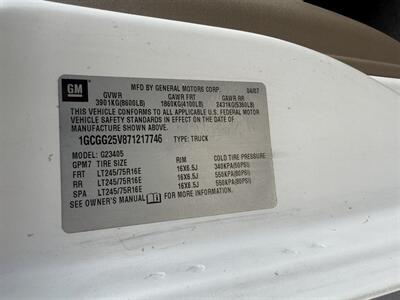 GM
MFD BY GENERAL MOTORS CORP. 04/07
GVWR GAWR FRT GAWR RR
3901KG(8600LB) 1860KG(4100LB) 2431KG(5360LB)
THIS VEHICLE CONFORMS TO ALL APPLICABLE U.S. FEDERAL MOTOR
VEHICLE SAFETY STANDARDS IN EFFECT ON THE DATE OF
MANUFACTURE SHOWN ABOVE.
1GCGG25V871217746 TYPE: TRUCK
MODEL: G23405
GPM7 TIRE SIZE RIM COLD TIRE PRESSURE
FRT LT245/75R16E 16X6.5J 340KPA(50PSI)
RR LT245/75R16E 16X6.5J 550KPA(80PSI)
SPA LT245/75R16E 16X6.5J 550KPA(80PSI)
SEE OWNER'S MANUAL FOR MORE INFORMATION.